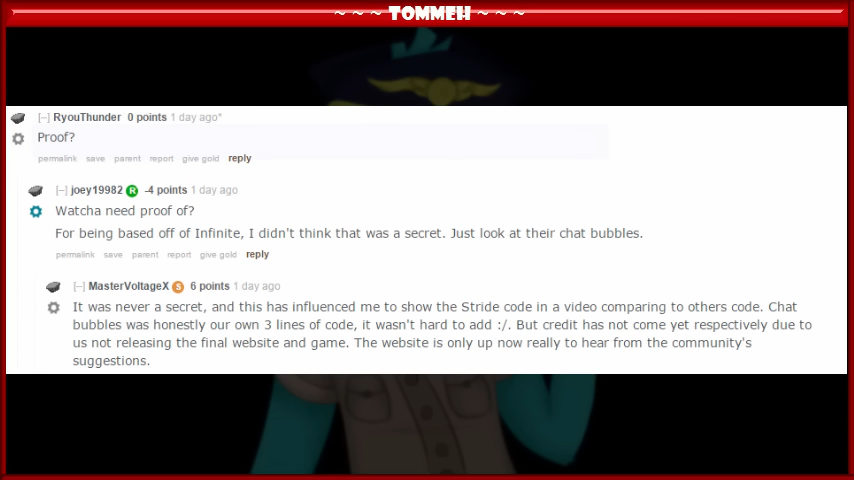 ~ ~ ~ TOMMEH ~ ~ ~
[–] RyouThunder 0 points 1 day ago*
Proof?
permalink save parent report give gold reply
[–] joey19982 R -4 points 1 day ago
Watcha need proof of?
For being based off of Infinite, I didn't think that was a secret. Just look at their chat bubbles.
permalink save parent report give gold reply
[–] MasterVoltageX S 6 points 1 day ago
It was never a secret, and this has influenced me to show the Stride code in a video comparing to others code. Chat
bubbles was honestly our own 3 lines of code, it wasn't hard to add :/. But credit has not come yet respectively due to
us not releasing the final website and game. The website is only up now really to hear from the community's
suggestions.